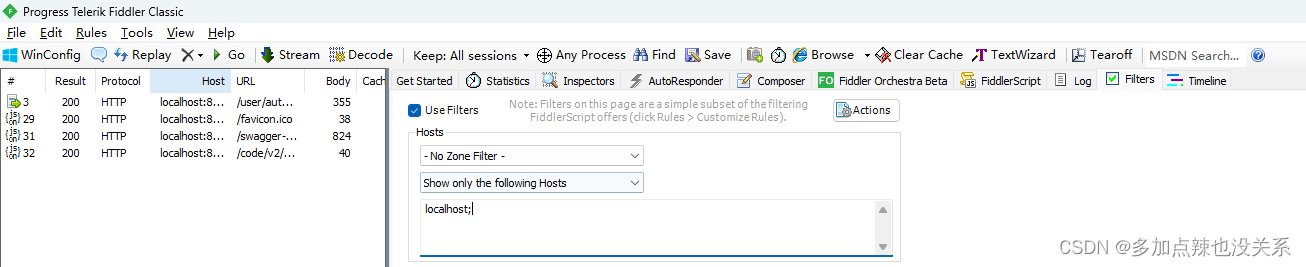 Progress Telerik Fiddler Classic
File Edit Rules Tools View Help
WinConfig Replay Go Stream Decode Keep: All sessions Any Process Find Save Browse Clear Cache TextWizard Tearoff MSDN Search...
# Result Protocol Host URL Body Cach
3 200 HTTP localhost:8... /user/aut... 355
29 200 HTTP localhost:8... /favicon.ico 38
31 200 HTTP localhost:8... /swagger-... 824
32 200 HTTP localhost:8... /code/v2/... 40
Get Started Statistics Inspectors AutoResponder Composer FO Fiddler Orchestra Beta FiddlerScript Log Filters Timeline
Use Filters
Note: Filters on this page are a simple subset of the filtering
FiddlerScript offers (click Rules > Customize Rules).
Actions
Hosts
- No Zone Filter -
Show only the following Hosts
localhost;
CSDN @多加点辣也没关系